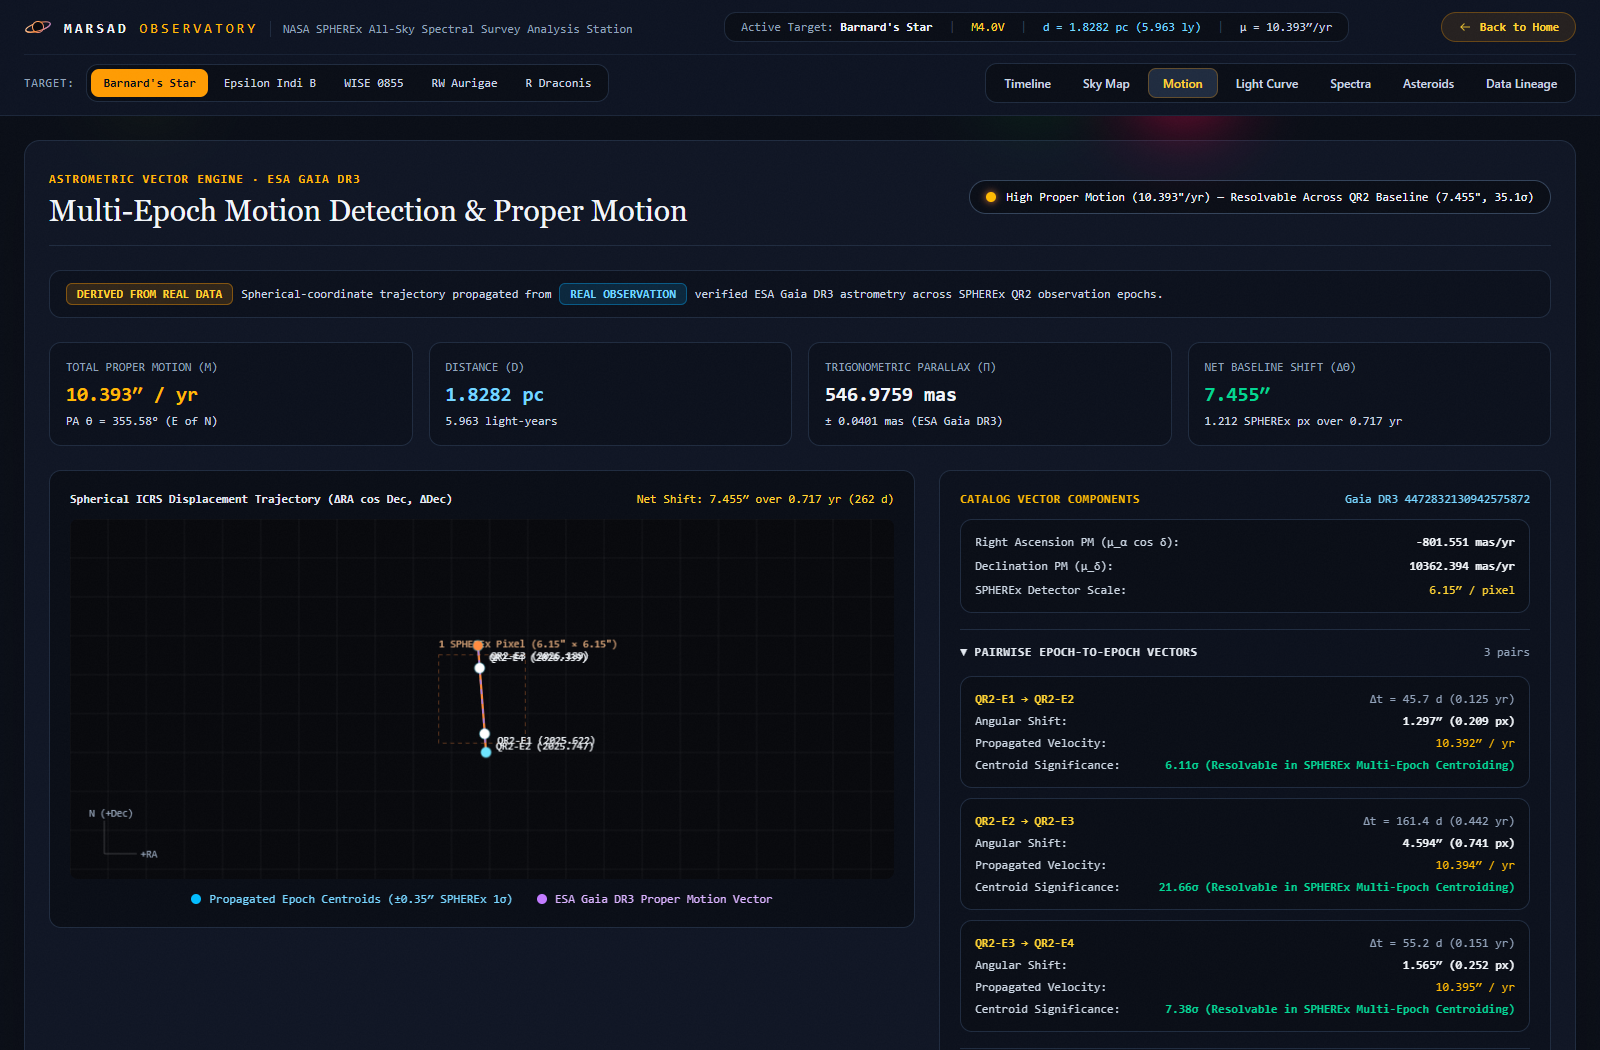 MARSAD OBSERVATORY
NASA SPHEREx All-Sky Spectral Survey Analysis Station
Active Target: Barnard's Star
M4.0V
d = 1.8282 pc (5.963 ly)
μ = 10.393″/yr
← Back to Home
TARGET:
Barnard's Star
Epsilon Indi B
WISE 0855
RW Aurigae
R Draconis
Timeline
Sky Map
Motion
Light Curve
Spectra
Asteroids
Data Lineage
ASTROMETRIC VECTOR ENGINE · ESA GAIA DR3
Multi-Epoch Motion Detection & Proper Motion
High Proper Motion (10.393"/yr) — Resolvable Across QR2 Baseline (7.455", 35.1σ)
DERIVED FROM REAL DATA Spherical-coordinate trajectory propagated from REAL OBSERVATION verified ESA Gaia DR3 astrometry across SPHEREx QR2 observation epochs.
TOTAL PROPER MOTION (Μ)
10.393″ / yr
PA θ = 355.58° (E of N)
DISTANCE (D)
1.8282 pc
5.963 light-years
TRIGONOMETRIC PARALLAX (Π)
546.9759 mas
± 0.0401 mas (ESA Gaia DR3)
NET BASELINE SHIFT (ΔΘ)
7.455″
1.212 SPHEREx px over 0.717 yr
Spherical ICRS Displacement Trajectory (ΔRA cos Dec, ΔDec)
Net Shift: 7.455″ over 0.717 yr (262 d)
1 SPHEREx Pixel (6.15" × 6.15")
QR2-E1 (2025.622)
QR2-E2 (2025.747)
N (+Dec)
+RA
Propagated Epoch Centroids (±0.35″ SPHEREx 1σ)
ESA Gaia DR3 Proper Motion Vector
CATALOG VECTOR COMPONENTS
Gaia DR3 4472832130942575872
Right Ascension PM (μ_α cos δ): -801.551 mas/yr
Declination PM (μ_δ): 10362.394 mas/yr
SPHEREx Detector Scale: 6.15″ / pixel
▼ PAIRWISE EPOCH-TO-EPOCH VECTORS 3 pairs
QR2-E1 → QR2-E2 Δt = 45.7 d (0.125 yr)
Angular Shift: 1.297″ (0.209 px)
Propagated Velocity: 10.392″ / yr
Centroid Significance: 6.11σ (Resolvable in SPHEREx Multi-Epoch Centroiding)
QR2-E2 → QR2-E3 Δt = 161.4 d (0.442 yr)
Angular Shift: 4.594″ (0.741 px)
Propagated Velocity: 10.394″ / yr
Centroid Significance: 21.66σ (Resolvable in SPHEREx Multi-Epoch Centroiding)
QR2-E3 → QR2-E4 Δt = 55.2 d (0.151 yr)
Angular Shift: 1.565″ (0.252 px)
Propagated Velocity: 10.395″ / yr
Centroid Significance: 7.38σ (Resolvable in SPHEREx Multi-Epoch Centroiding)